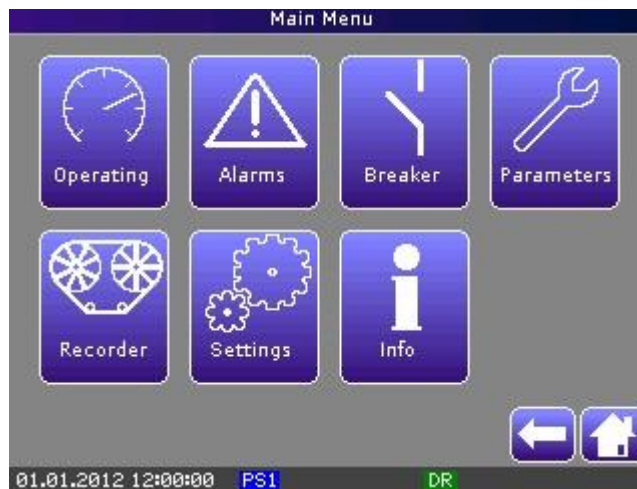 Main Menu
Operating
Alarms
Breaker
Parameters
Recorder
Settings
Info
01.01.2012 12:00:00 PS1 DR